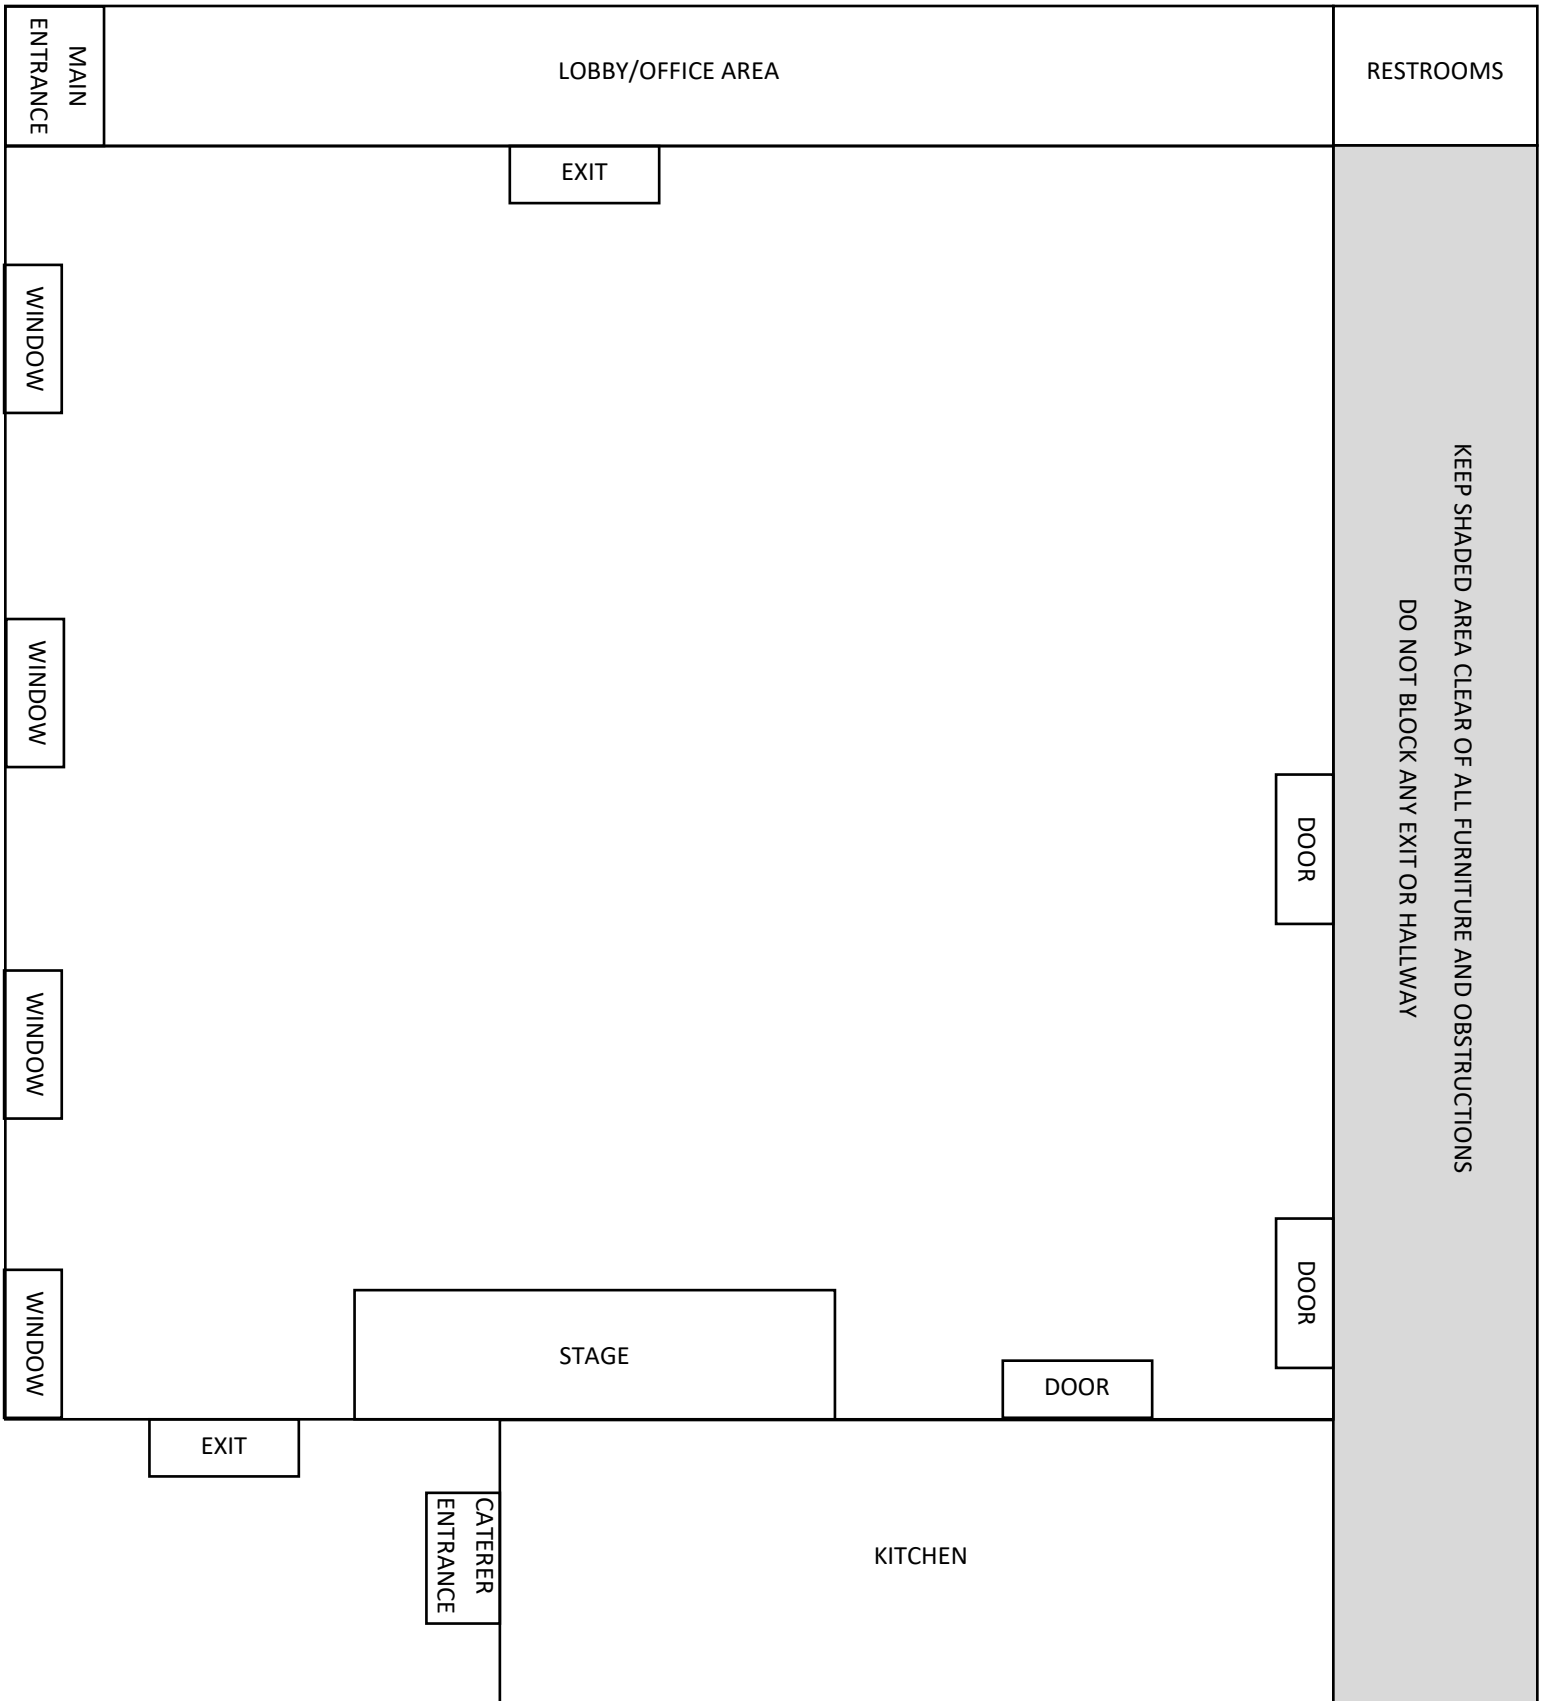 MAIN
ENTRANCE
LOBBY/OFFICE AREA
RESTROOMS
EXIT
WINDOW
WINDOW
WINDOW
WINDOW
KEEP SHADED AREA CLEAR OF ALL FURNITURE AND OBSTRUCTIONS
DO NOT BLOCK ANY EXIT OR HALLWAY
DOOR
DOOR
STAGE
DOOR
EXIT
CATERER
ENTRANCE
KITCHEN